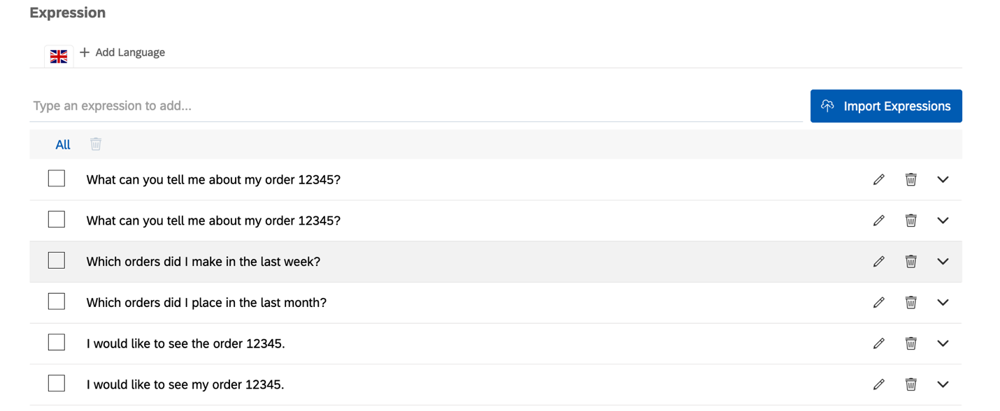 Expression
Add Language
Type an expression to add...
Import Expressions
All
What can you tell me about my order 12345?
What can you tell me about my order 12345?
Which orders did I make in the last week?
Which orders did I place in the last month?
I would like to see the order 12345.
I would like to see my order 12345.